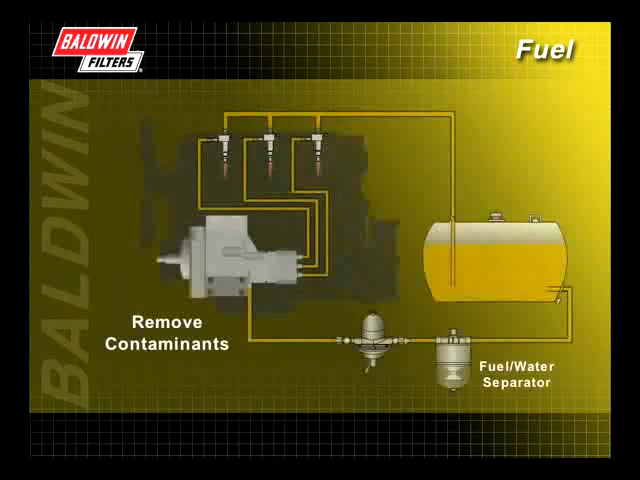 BALDWIN
FILTERS
Fuel
BALDWIN
Remove
Contaminants
Fuel/Water
Separator